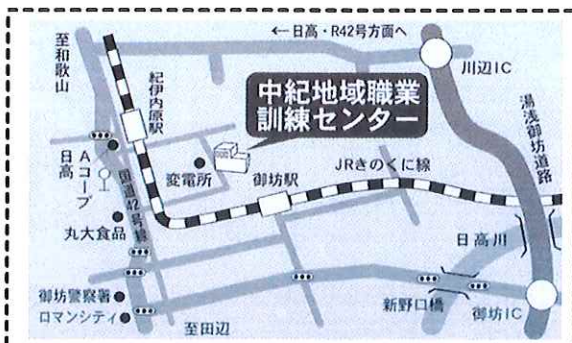 ←日高・R42号方面へ
至和歌山
紀伊内原駅
川辺IC
中紀地域職業
訓練センター
湯浅御坊道路
Aコープ
日高
国道42号線
変電所
御坊駅
JRきのくに線
丸大食品
日高川
御坊警察署
ロマンシティ
至田辺
新野口橋
御坊IC